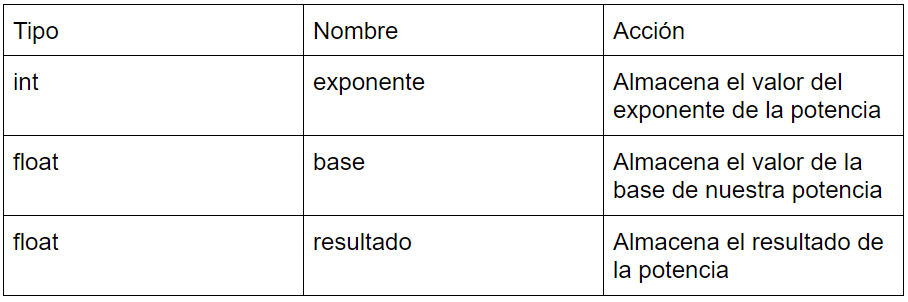 Tipo Nombre Acción
int exponente Almacena el valor del
exponente de la potencia
float base Almacena el valor de la
base de nuestra potencia
float resultado Almacena el resultado de
la potencia